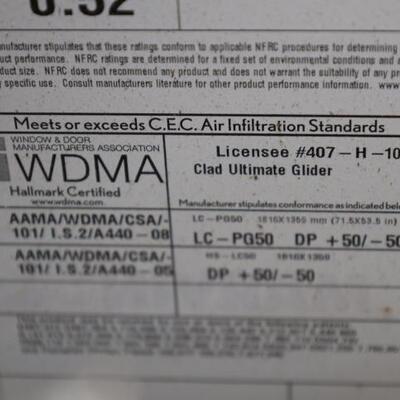 0.52
nufacturer stipulates that these ratings conform to applicable NFRC procedures for determining
uct performance. NFRC ratings are determined for a fixed set of environmental conditions and a
duct size. NFRC does not recommend any product and does not warrant the suitability of any pr
y specific use. Consult manufacturers literature for other product performance information. www.
Meets or exceeds C.E.C. Air Infiltration Standards
WINDOW & DOOR
MANUFACTURERS ASSOCIATION
WDMA
Hallmark Certified
www.wdma.com
Licensee #407-H-10
Clad Ultimate Glider
Manufacturer stipulates conformance as indicated below
AAMA/WDMA/CSA/-
101/ I.S.2/A440-08
LC-PG50 1816X1359 mm (71.5X53.5 in)
LC-PG50 DP +50/-50
AAMA/WDMA/CSA/-
101/ I.S.2/A440-05
HS-LC50 1816X1359
DP +50/-50